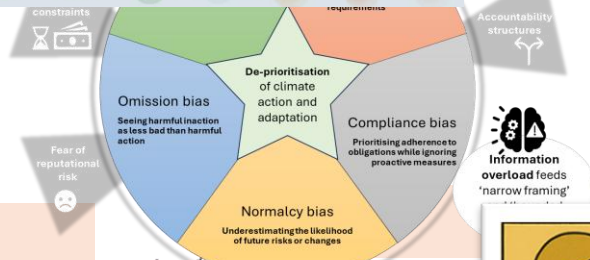 constraints
requirements
Accountability
structures
De-prioritisation
of climate
action and
adaptation
Omission bias
Seeing harmful inaction
as less bad than harmful
action
Compliance bias
Prioritising adherence to
obligations while ignoring
proactive measures
Fear of
reputational
risk
Information
overload feeds
‘narrow framing’
Normalcy bias
Underestimating the likelihood
of future risks or changes